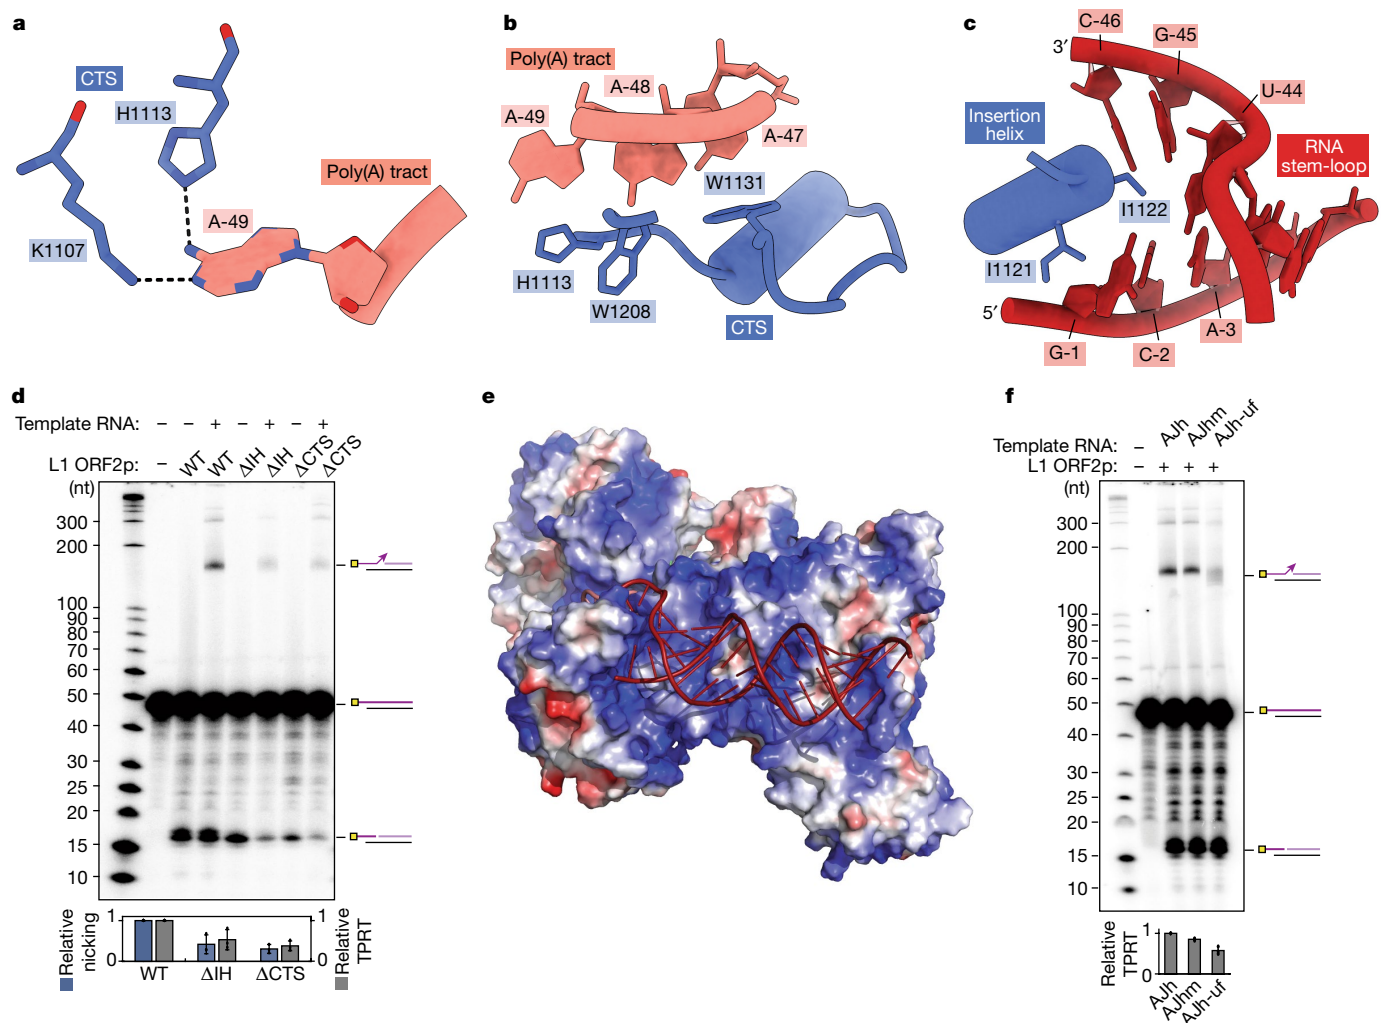 a
CTS
H1113
K1107
A-49
Poly(A) tract
b
Poly(A) tract
A-48
A-49
A-47
W1131
H1113
W1208
CTS
c
C-46
G-45
3′
U-44
Insertion
helix
RNA
stem-loop
I1122
I1121
5′
A-3
G-1
C-2
d
Template RNA: – – + – + – +
L1 ORF2p: – WT WT ΔIH ΔIH ΔCTS ΔCTS
(nt)
300
200
100
90
80
70
60
50
40
30
25
20
15
10
Relative
nicking
1
0
WT
ΔIH
ΔCTS
1
0
Relative
TPRT
e
f
Template RNA: – AJh AJhm AJh-uf
L1 ORF2p: – + + +
(nt)
300
200
100
90
80
70
60
50
40
30
25
20
15
10
Relative
TPRT
1
0
AJh
AJhm
AJh-uf